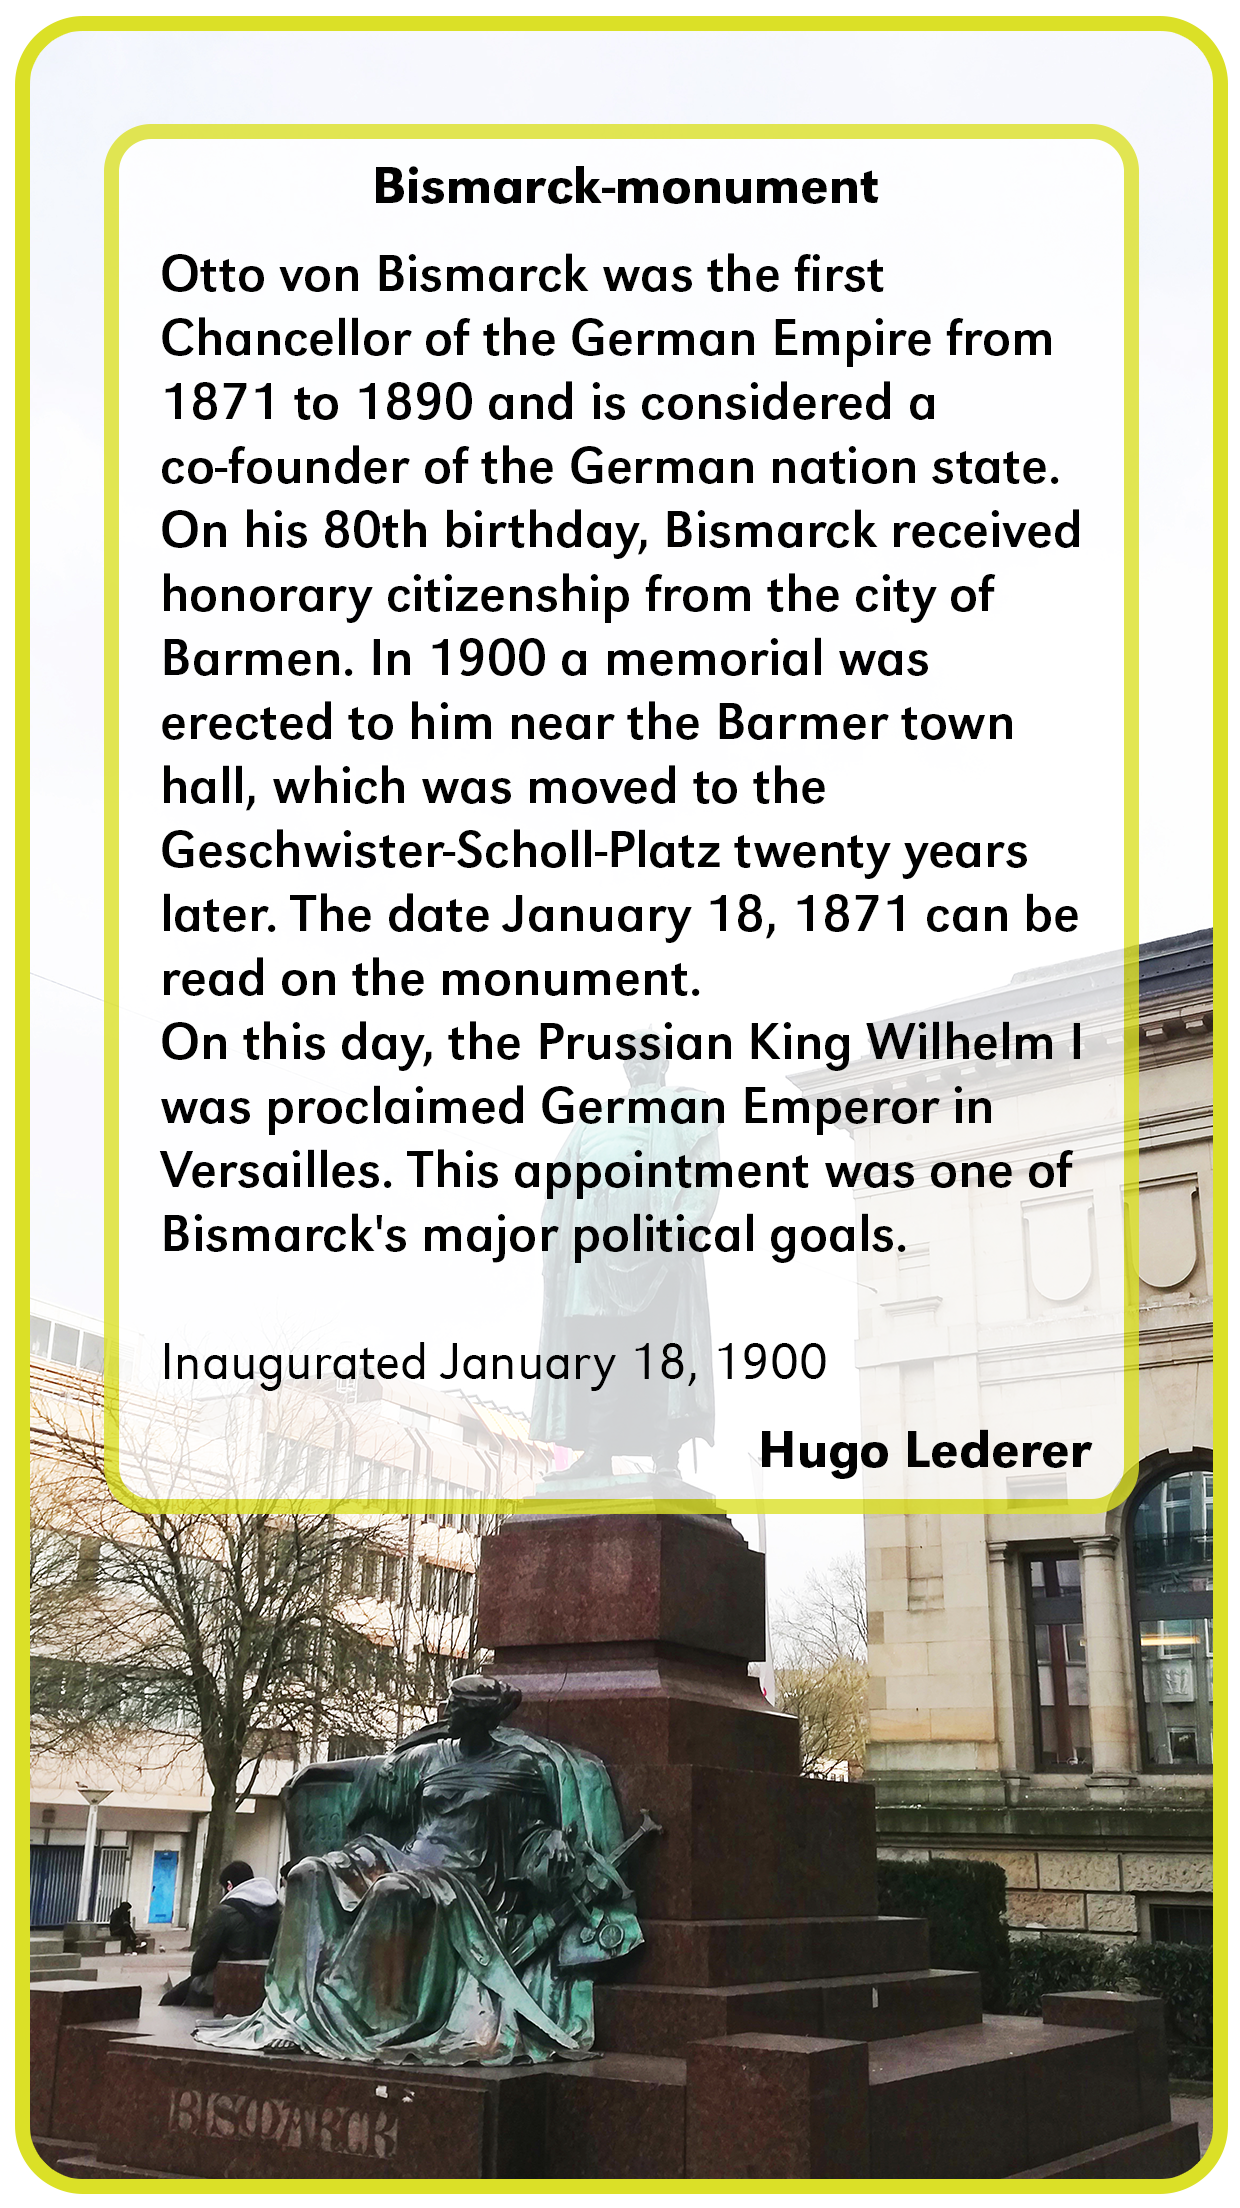 Bismarck-monument
Otto von Bismarck was the first
Chancellor of the German Empire from
1871 to 1890 and is considered a
co-founder of the German nation state.
On his 80th birthday, Bismarck received
honorary citizenship from the city of
Barmen. In 1900 a memorial was
erected to him near the Barmer town
hall, which was moved to the
Geschwister-Scholl-Platz twenty years
later. The date January 18, 1871 can be
read on the monument.
On this day, the Prussian King Wilhelm I
was proclaimed German Emperor in
Versailles. This appointment was one of
Bismarck's major political goals.
Inaugurated January 18, 1900
Hugo Lederer
BISMARCK